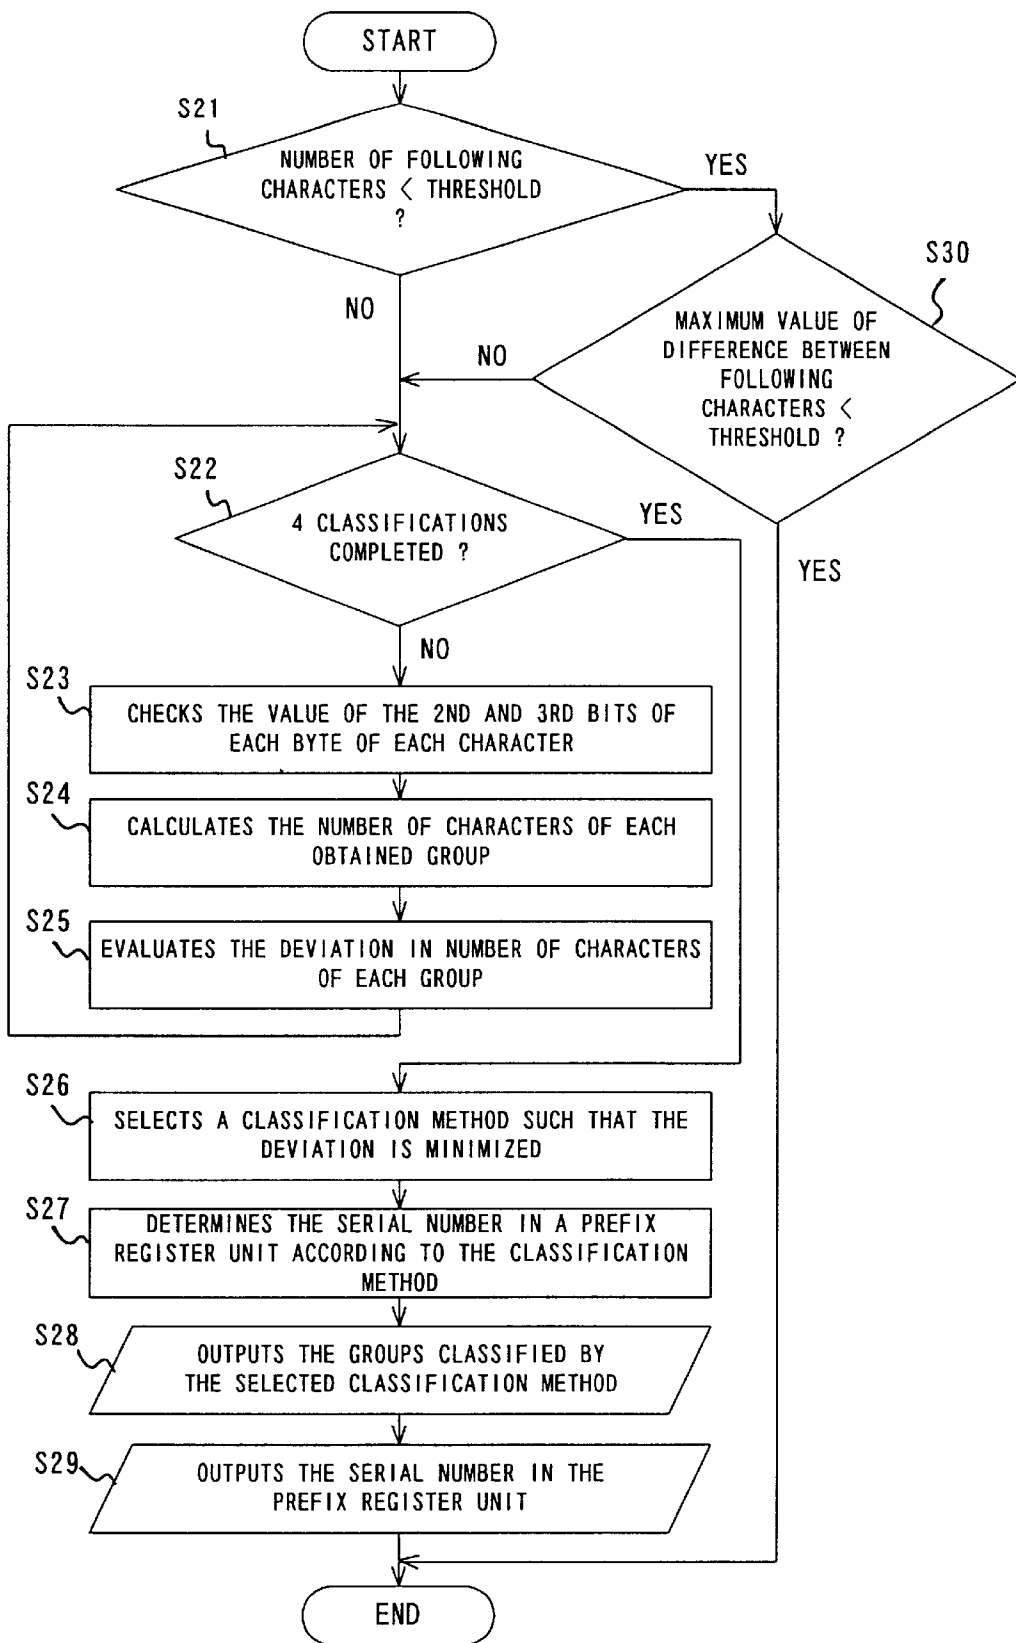 START
S21
NUMBER OF FOLLOWING
CHARACTERS < THRESHOLD
?
YES
S30
NO
MAXIMUM VALUE OF
DIFFERENCE BETWEEN
FOLLOWING
CHARACTERS <
THRESHOLD ?
NO
YES
S22
4 CLASSIFICATIONS
COMPLETED ?
YES
NO
S23
CHECKS THE VALUE OF THE 2ND AND 3RD BITS OF
EACH BYTE OF EACH CHARACTER
S24
CALCULATES THE NUMBER OF CHARACTERS OF EACH
OBTAINED GROUP
S25
EVALUATES THE DEVIATION IN NUMBER OF CHARACTERS
OF EACH GROUP
S26
SELECTS A CLASSIFICATION METHOD SUCH THAT THE
DEVIATION IS MINIMIZED
S27
DETERMINES THE SERIAL NUMBER IN A PREFIX
REGISTER UNIT ACCORDING TO THE CLASSIFICATION
METHOD
S28
OUTPUTS THE GROUPS CLASSIFIED BY
THE SELECTED CLASSIFICATION METHOD
S29
OUTPUTS THE SERIAL NUMBER IN THE
PREFIX REGISTER UNIT
END